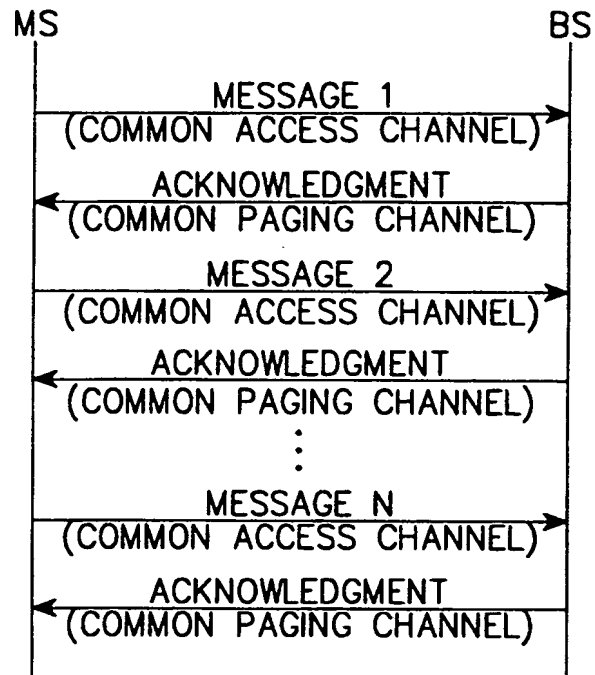 MS BS
MESSAGE 1
(COMMON ACCESS CHANNEL)
ACKNOWLEDGMENT
(COMMON PAGING CHANNEL)
MESSAGE 2
(COMMON ACCESS CHANNEL)
ACKNOWLEDGMENT
(COMMON PAGING CHANNEL)
MESSAGE N
(COMMON ACCESS CHANNEL)
ACKNOWLEDGMENT
(COMMON PAGING CHANNEL)